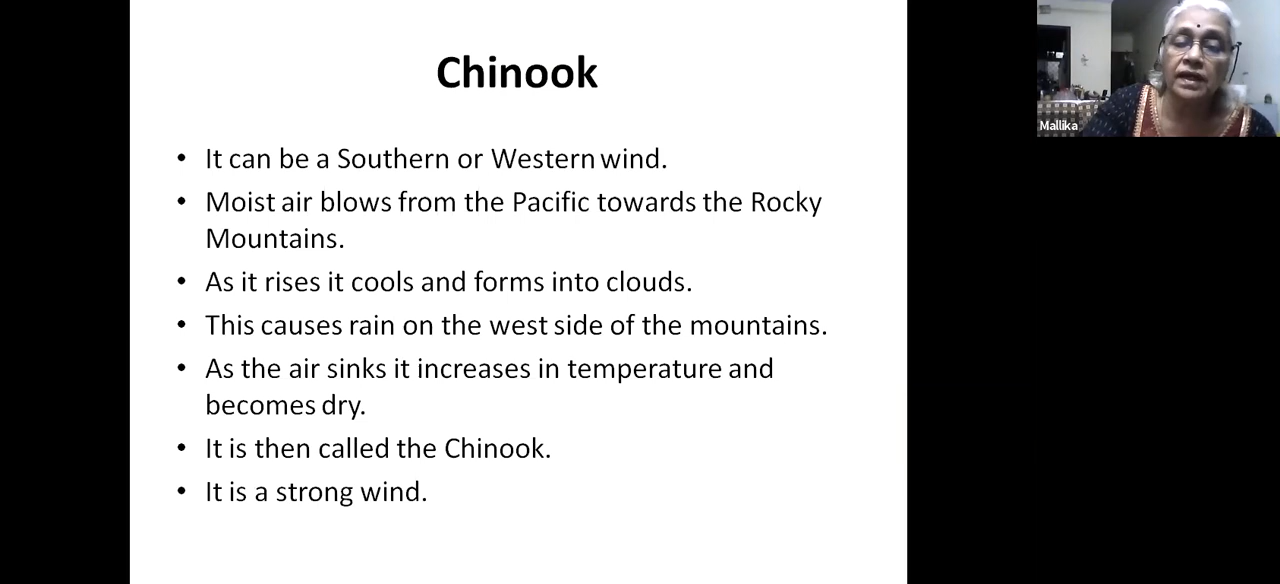 Chinook
• It can be a Southern or Western wind.
• Moist air blows from the Pacific towards the Rocky
Mountains.
• As it rises it cools and forms into clouds.
• This causes rain on the west side of the mountains.
• As the air sinks it increases in temperature and
becomes dry.
• It is then called the Chinook.
• It is a strong wind.
Mallika